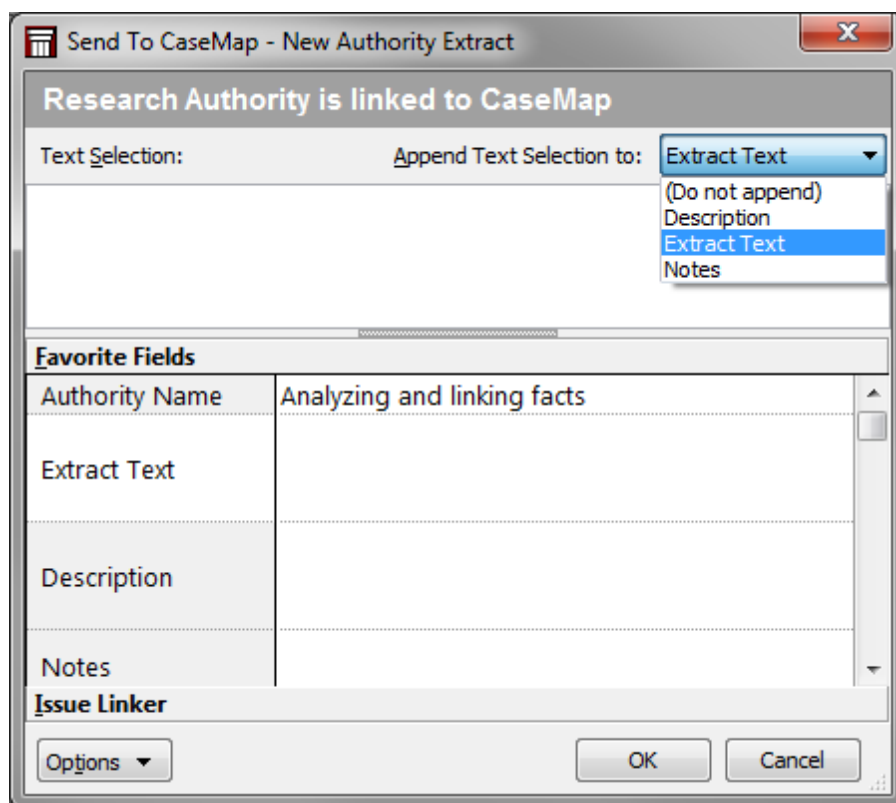 Send To CaseMap - New Authority Extract
Research Authority is linked to CaseMap
Text Selection: Append Text Selection to: Extract Text
(Do not append)
Description
Extract Text
Notes
Favorite Fields
Authority Name Analyzing and linking facts
Extract Text
Description
Notes
Issue Linker
Options OK Cancel